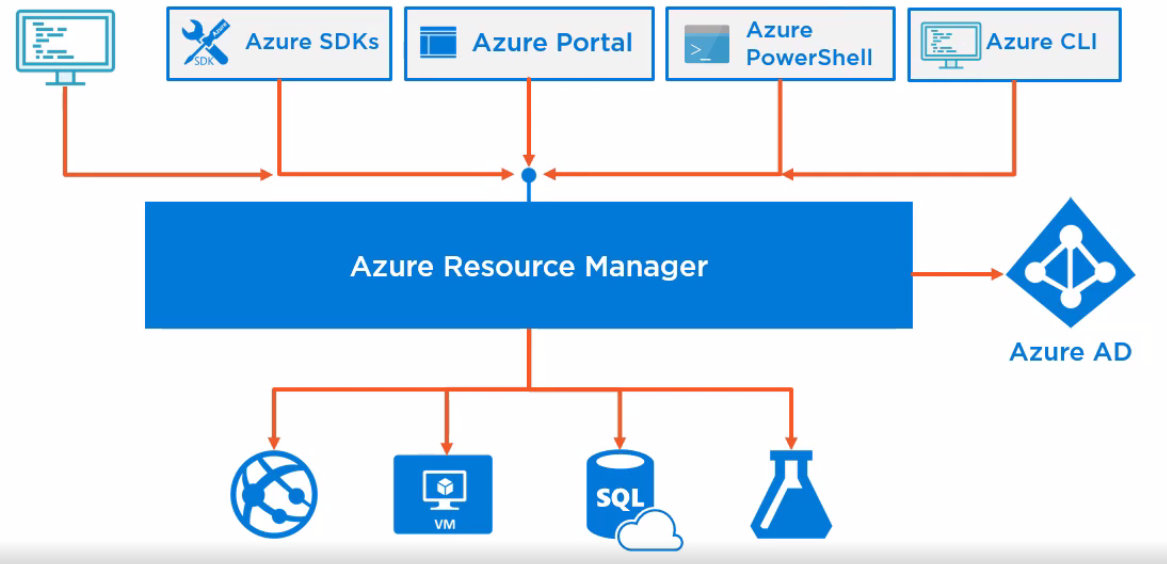 Azure
SDK
Azure SDKs
Azure Portal
Azure
PowerShell
Azure CLI
Azure Resource Manager
Azure AD
VM
SQL